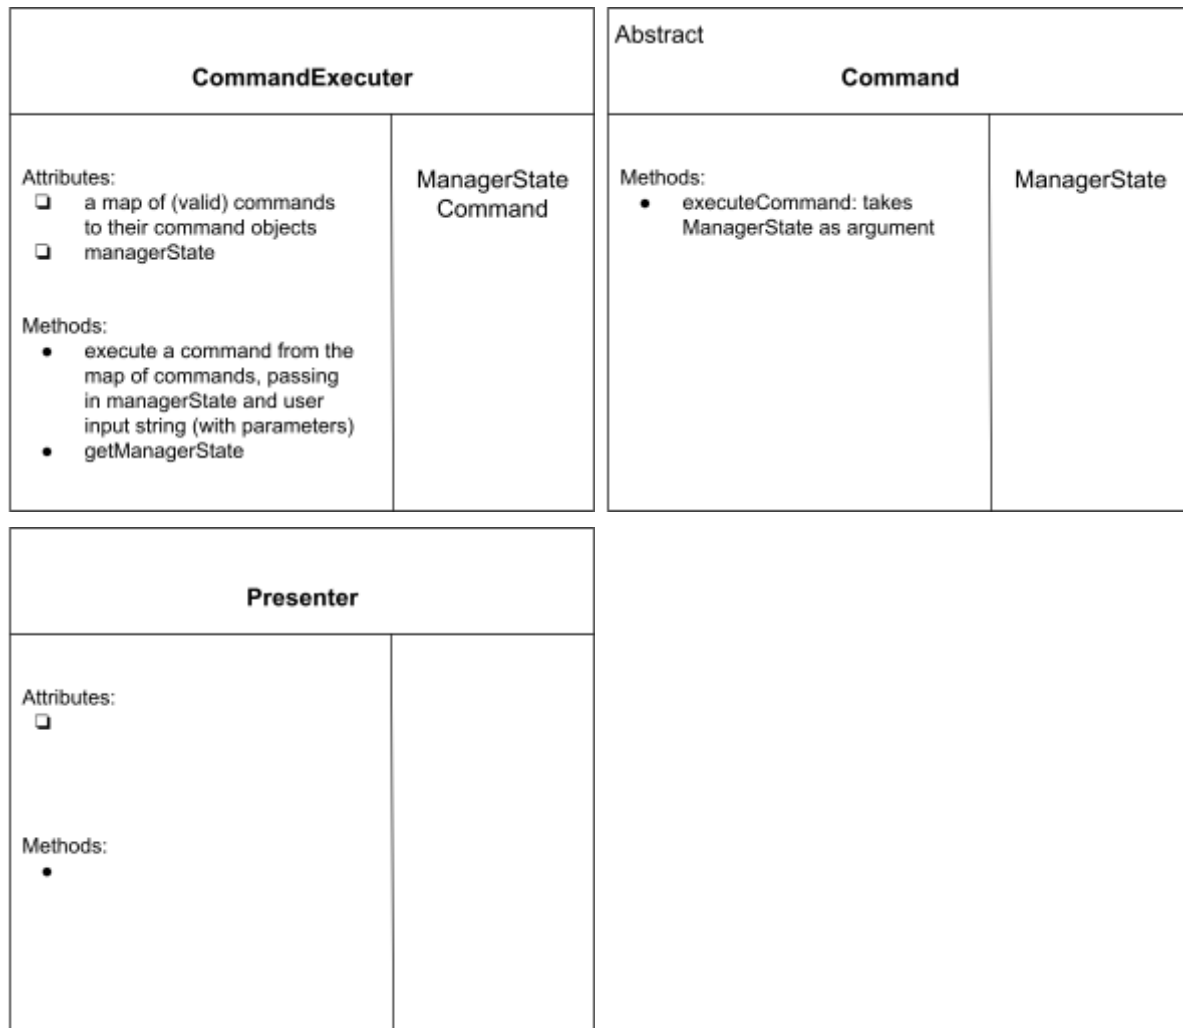 CommandExecuter
Attributes:
❏ a map of (valid) commands
to their command objects
❏ managerState
Methods:
● execute a command from the
map of commands, passing
in managerState and user
input string (with parameters)
● getManagerState
ManagerState
Command
Abstract
Command
Methods:
● executeCommand: takes
ManagerState as argument
ManagerState
Presenter
Attributes:
❏
Methods:
●